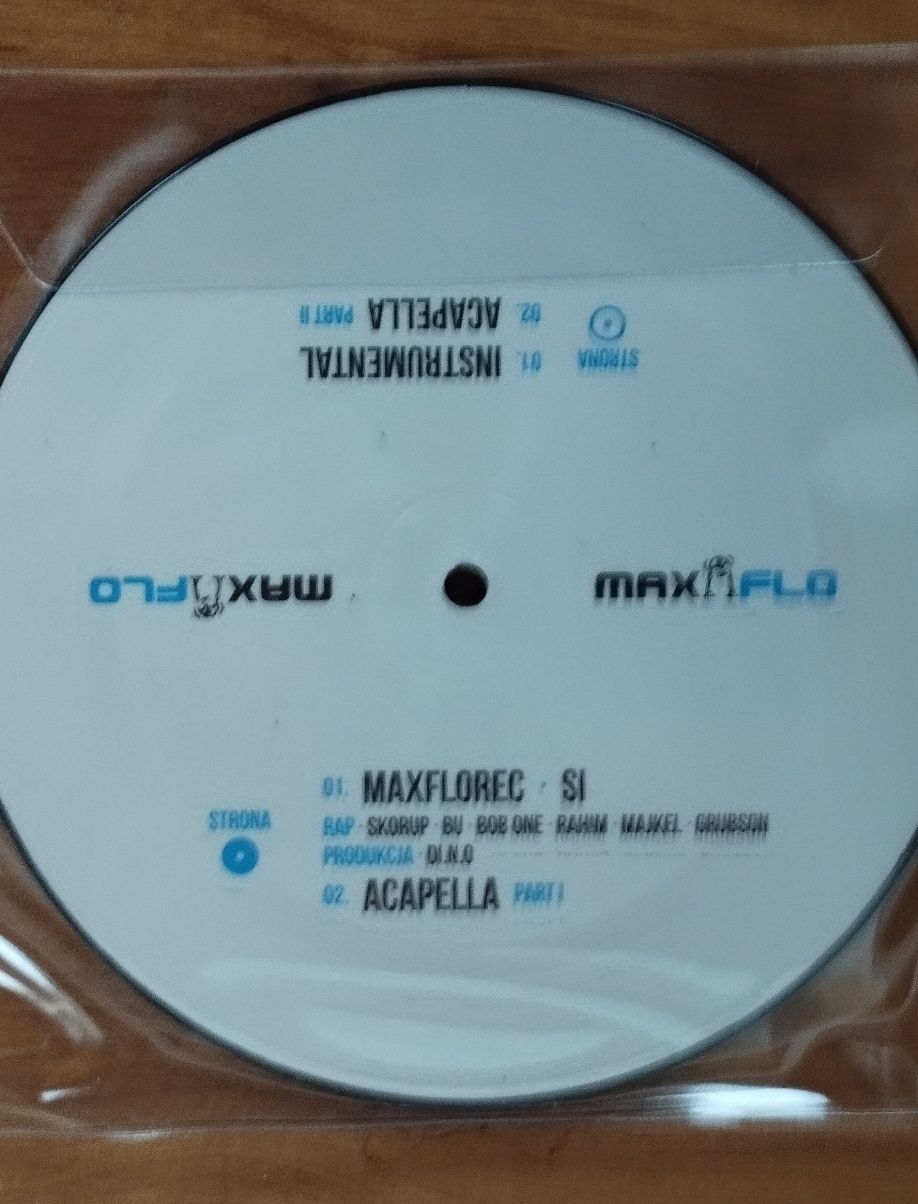 STRONA
01. INSTRUMENTAL
02. ACAPELLA PART II
MAXFLO
MAXFLO
STRONA
01. MAXFLOREC · SI
RAP · SKORUP · BU · BOB ONE · RAHIM · MAJKEL · GRUBSON
PRODUKCJA · DI.N.O
02. ACAPELLA PART I